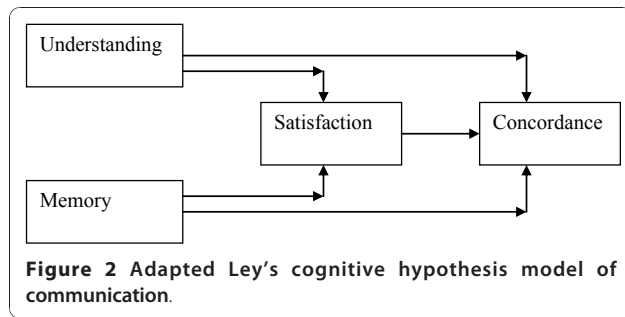 Understanding
Satisfaction
Concordance
Memory
Figure 2 Adapted Ley's cognitive hypothesis model of
communication.